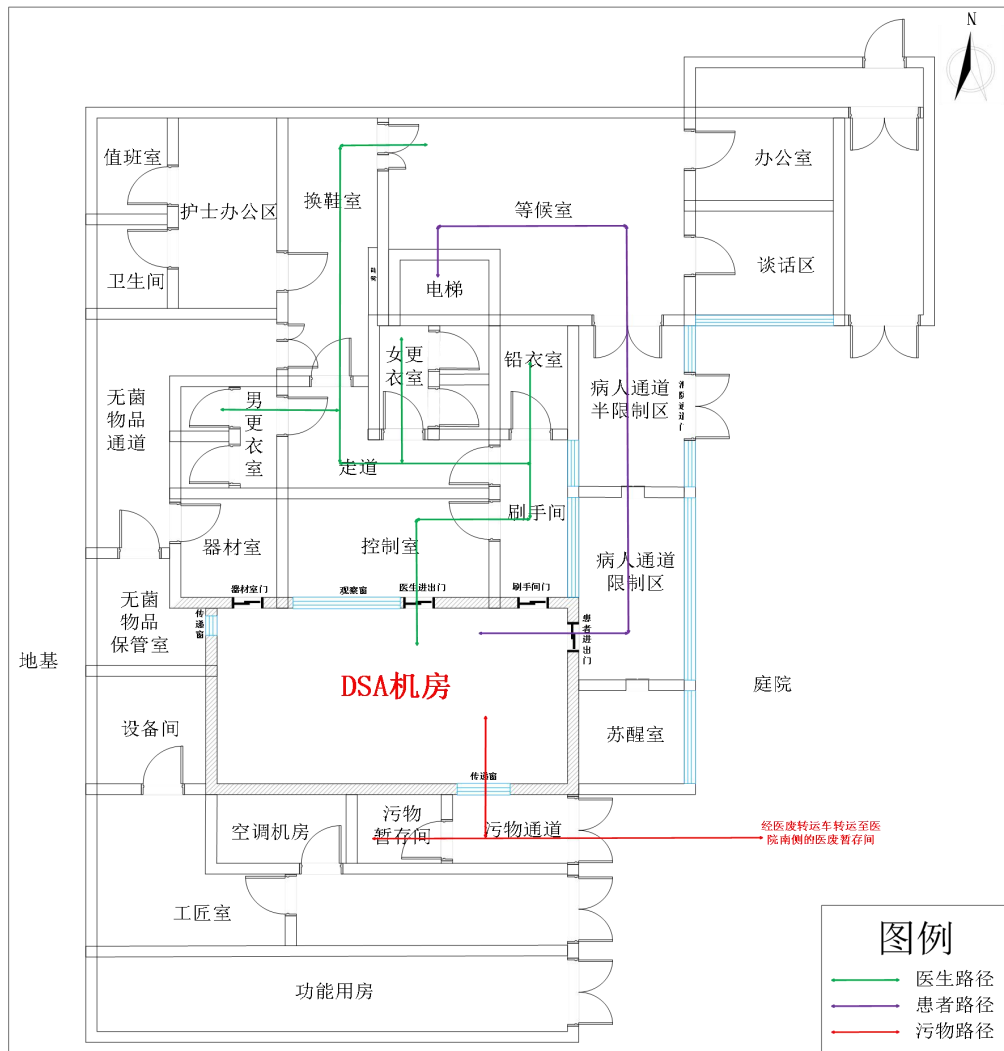 N
值班室
办公室
换鞋室
护士办公区
等候室
谈话区
卫生间
电梯
女更
衣室
铅衣室
病人通道
半限制区
消防通道门
无菌
物品
通道
男
更
衣
室
走道
刷手间
器材室
控制室
病人通道
限制区
器材室门
观察窗
医生进出门
刷手间门
无菌
物品
保管室
传递窗
患者进出门
地基
DSA机房
庭院
设备间
苏醒室
传递窗
空调机房
污物
暂存间
污物通道
经医废转运车转运至医
院南侧的医废暂存间
工匠室
功能用房
图例
医生路径
患者路径
污物路径